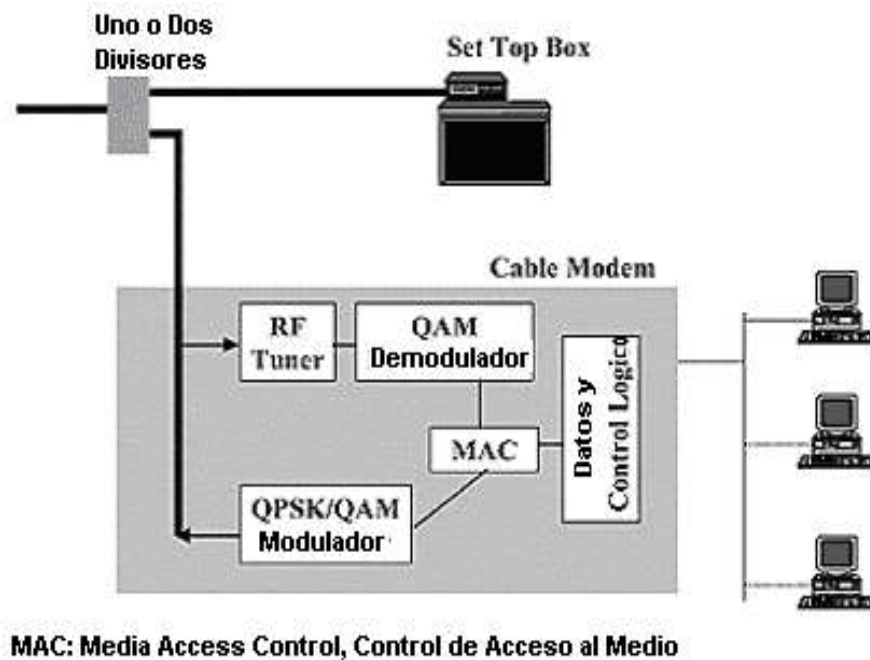 Uno o Dos
Divisores
Set Top Box
Cable Modem
RF
Tuner
QAM
Demodulador
MAC
Datos y
Control Logico
QPSK/QAM
Modulador
MAC: Media Access Control, Control de Acceso al Medio